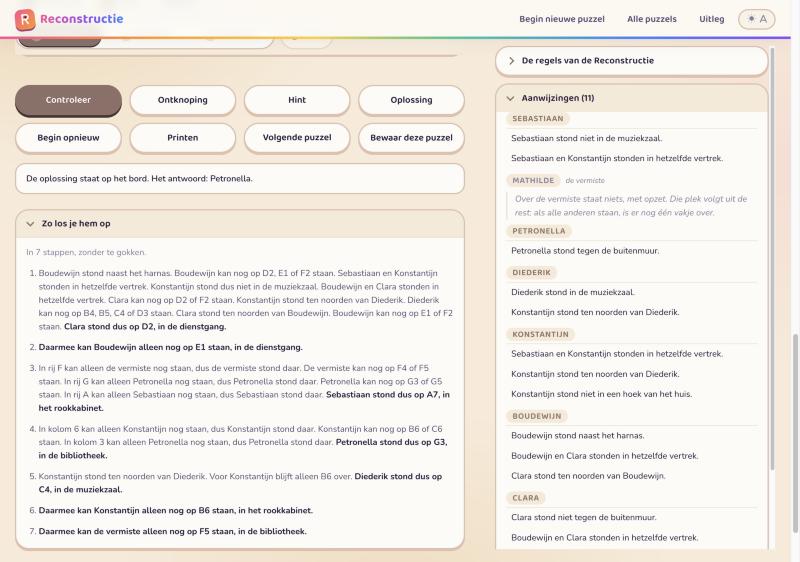 R Reconstructie
Begin nieuwe puzzel
Alle puzzels
Uitleg
A
Controleer
Ontknoping
Hint
Oplossing
Begin opnieuw
Printen
Volgende puzzel
Bewaar deze puzzel
De oplossing staat op het bord. Het antwoord: Petronella.
Zo los je hem op
In 7 stappen, zonder te gokken.
1. Boudewijn stond naast het harnas. Boudewijn kan nog op D2, E1 of F2 staan. Sebastiaan en Konstantijn
stonden in hetzelfde vertrek. Konstantijn stond dus niet in de muziekzaal. Boudewijn en Clara stonden in
hetzelfde vertrek. Clara kan nog op D2 of F2 staan. Konstantijn stond ten noorden van Diederik. Diederik
kan nog op B4, B5, C4 of D3 staan. Clara stond ten noorden van Boudewijn. Boudewijn kan nog op E1 of F2
staan. Clara stond dus op D2, in de dienstgang.
2. Daarmee kan Boudewijn alleen nog op E1 staan, in de dienstgang.
3. In rij F kan alleen de vermiste nog staan, dus de vermiste stond daar. De vermiste kan nog op F4 of F5
staan. In rij G kan alleen Petronella nog staan, dus Petronella stond daar. Petronella kan nog op G3 of G5
staan. In rij A kan alleen Sebastiaan nog staan, dus Sebastiaan stond daar. Sebastiaan stond dus op A7, in
het rookkabinet.
4. In kolom 6 kan alleen Konstantijn nog staan, dus Konstantijn stond daar. Konstantijn kan nog op B6 of C6
staan. In kolom 3 kan alleen Petronella nog staan, dus Petronella stond daar. Petronella stond dus op G3,
in de bibliotheek.
5. Konstantijn stond ten noorden van Diederik. Voor Konstantijn blijft alleen B6 over. Diederik stond dus op
C4, in de muziekzaal.
6. Daarmee kan Konstantijn alleen nog op B6 staan, in het rookkabinet.
7. Daarmee kan de vermiste alleen nog op F5 staan, in de bibliotheek.
De regels van de Reconstructie
Aanwijzingen (11)
SEBASTIAAN
Sebastiaan stond niet in de muziekzaal.
Sebastiaan en Konstantijn stonden in hetzelfde vertrek.
MATHILDE de vermiste
Over de vermiste staat niets, met opzet. Die plek volgt uit de
rest: als alle anderen staan, is er nog één vakje over.
PETRONELLA
Petronella stond tegen de buitenmuur.
DIEDERIK
Diederik stond in de muziekzaal.
Konstantijn stond ten noorden van Diederik.
KONSTANTIJN
Sebastiaan en Konstantijn stonden in hetzelfde vertrek.
Konstantijn stond ten noorden van Diederik.
Konstantijn stond niet in een hoek van het huis.
BOUDEWIJN
Boudewijn stond naast het harnas.
Boudewijn en Clara stonden in hetzelfde vertrek.
Clara stond ten noorden van Boudewijn.
CLARA
Clara stond niet tegen de buitenmuur.
Boudewijn en Clara stonden in hetzelfde vertrek.